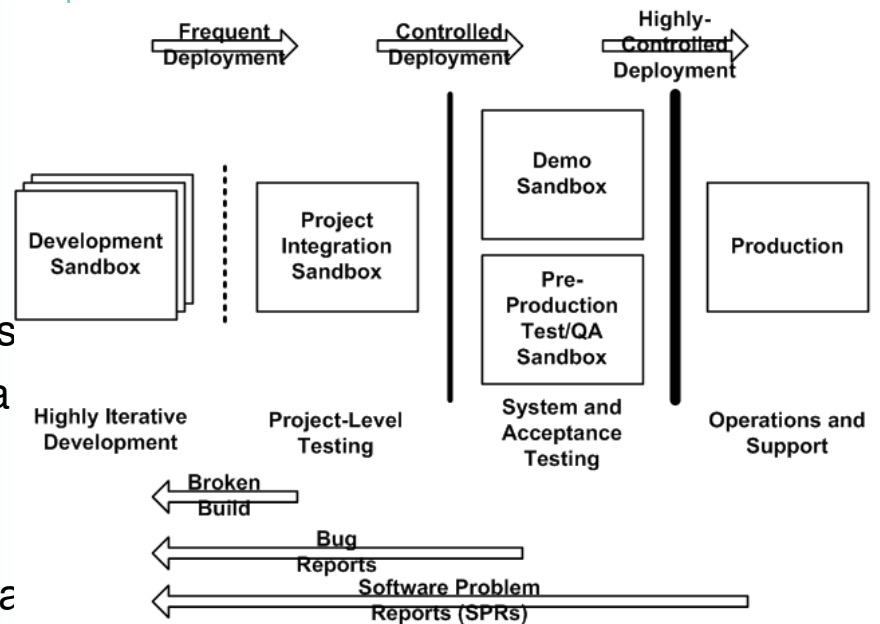 Frequent
Deployment
Controlled
Deployment
Highly-
Controlled
Deployment
Development
Sandbox
Project
Integration
Sandbox
Demo
Sandbox
Pre-
Production
Test/QA
Sandbox
Production
s
a
Highly Iterative
Development
Project-Level
Testing
System and
Acceptance
Testing
Operations and
Support
Broken
Build
Bug
Reports
a
Software Problem
Reports (SPRs)